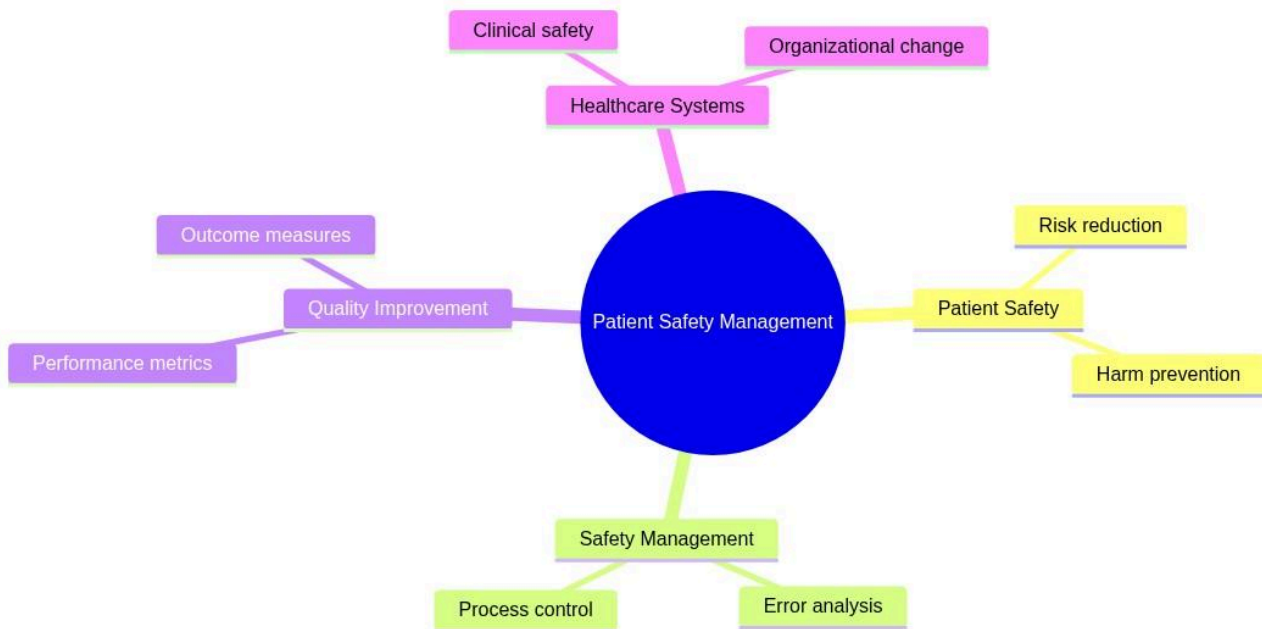 Clinical safety
Organizational change
Healthcare Systems
Risk reduction
Outcome measures
Quality Improvement
Patient Safety
Patient Safety Management
Performance metrics
Harm prevention
Safety Management
Process control
Error analysis